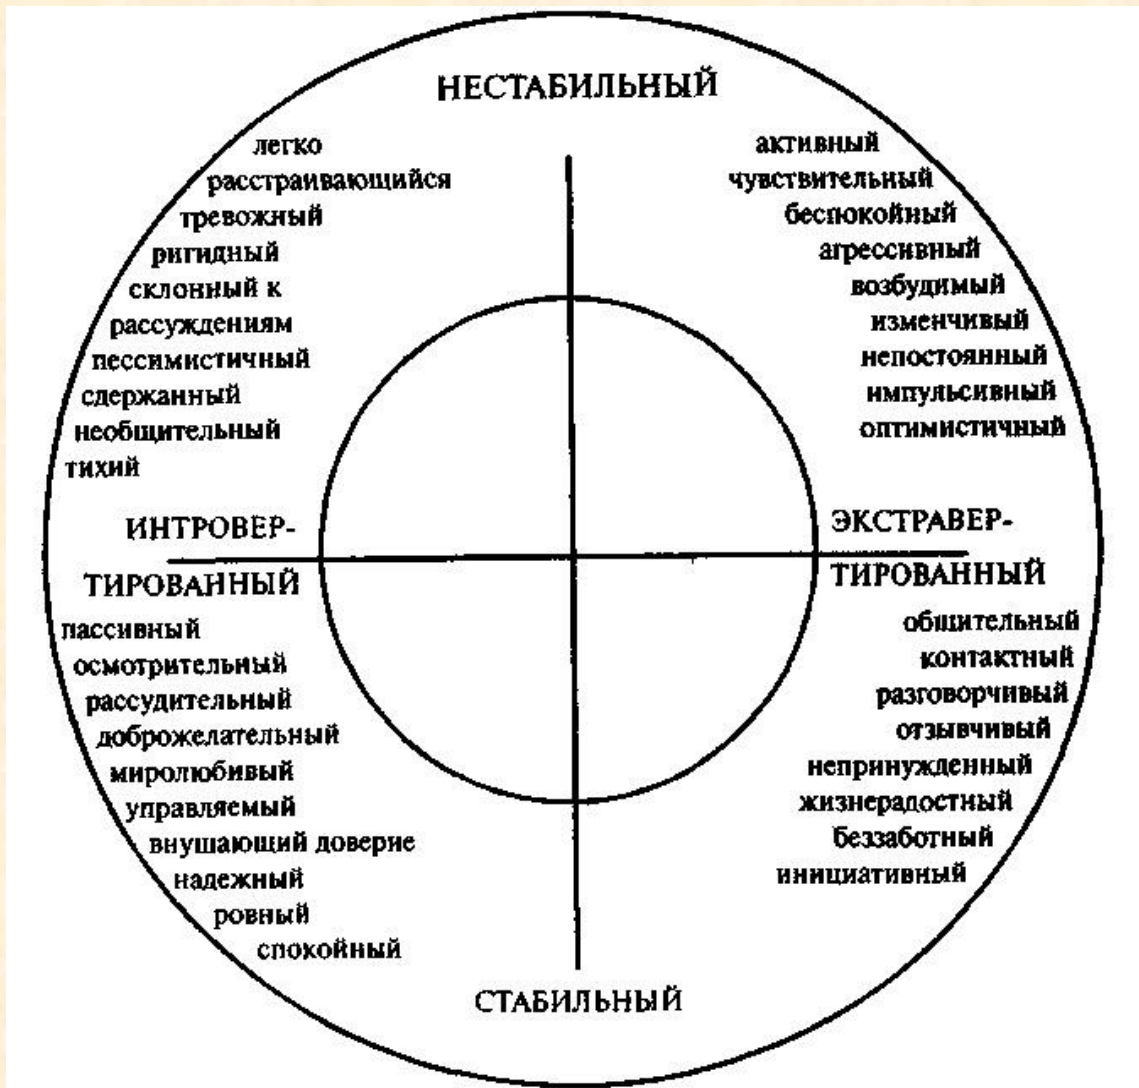 НЕСТАБИЛЬНЫЙ
легко
расстраивающийся
тревожный
ригидный
склонный к
рассуждениям
пессимистичный
сдержанный
необщительный
тихий
активный
чувствительный
беспокойный
агрессивный
возбудимый
изменчивый
непостоянный
импульсивный
оптимистичный
ИНТРОВЕР-
ТИРОВАННЫЙ
ЭКСТРАВЕР-
ТИРОВАННЫЙ
пассивный
осмотрительный
рассудительный
доброжелательный
миролюбивый
управляемый
внушающий доверие
надежный
ровный
спокойный
общительный
контактный
разговорчивый
отзывчивый
непринужденный
жизнерадостный
беззаботный
инициативный
СТАБИЛЬНЫЙ